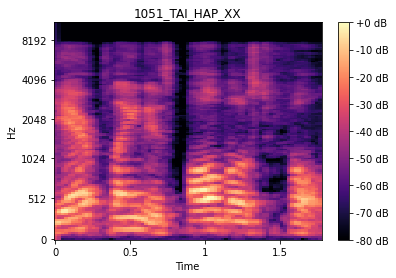 1051_TAI_HAP_XX
+0 dB
8192
-10 dB
4096
-20 dB
-30 dB
2048
Hz
-40 dB
1024
-50 dB
512
-60 dB
-70 dB
0
-80 dB
0 0.5 1 1.5
Time